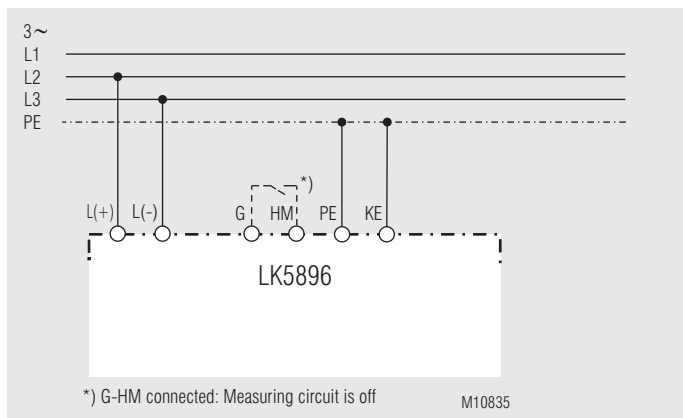 3~
L1
L2
L3
PE
L(+) L(-) G HM *) PE KE
LK5896
*) G-HM connected: Measuring circuit is off
M10835